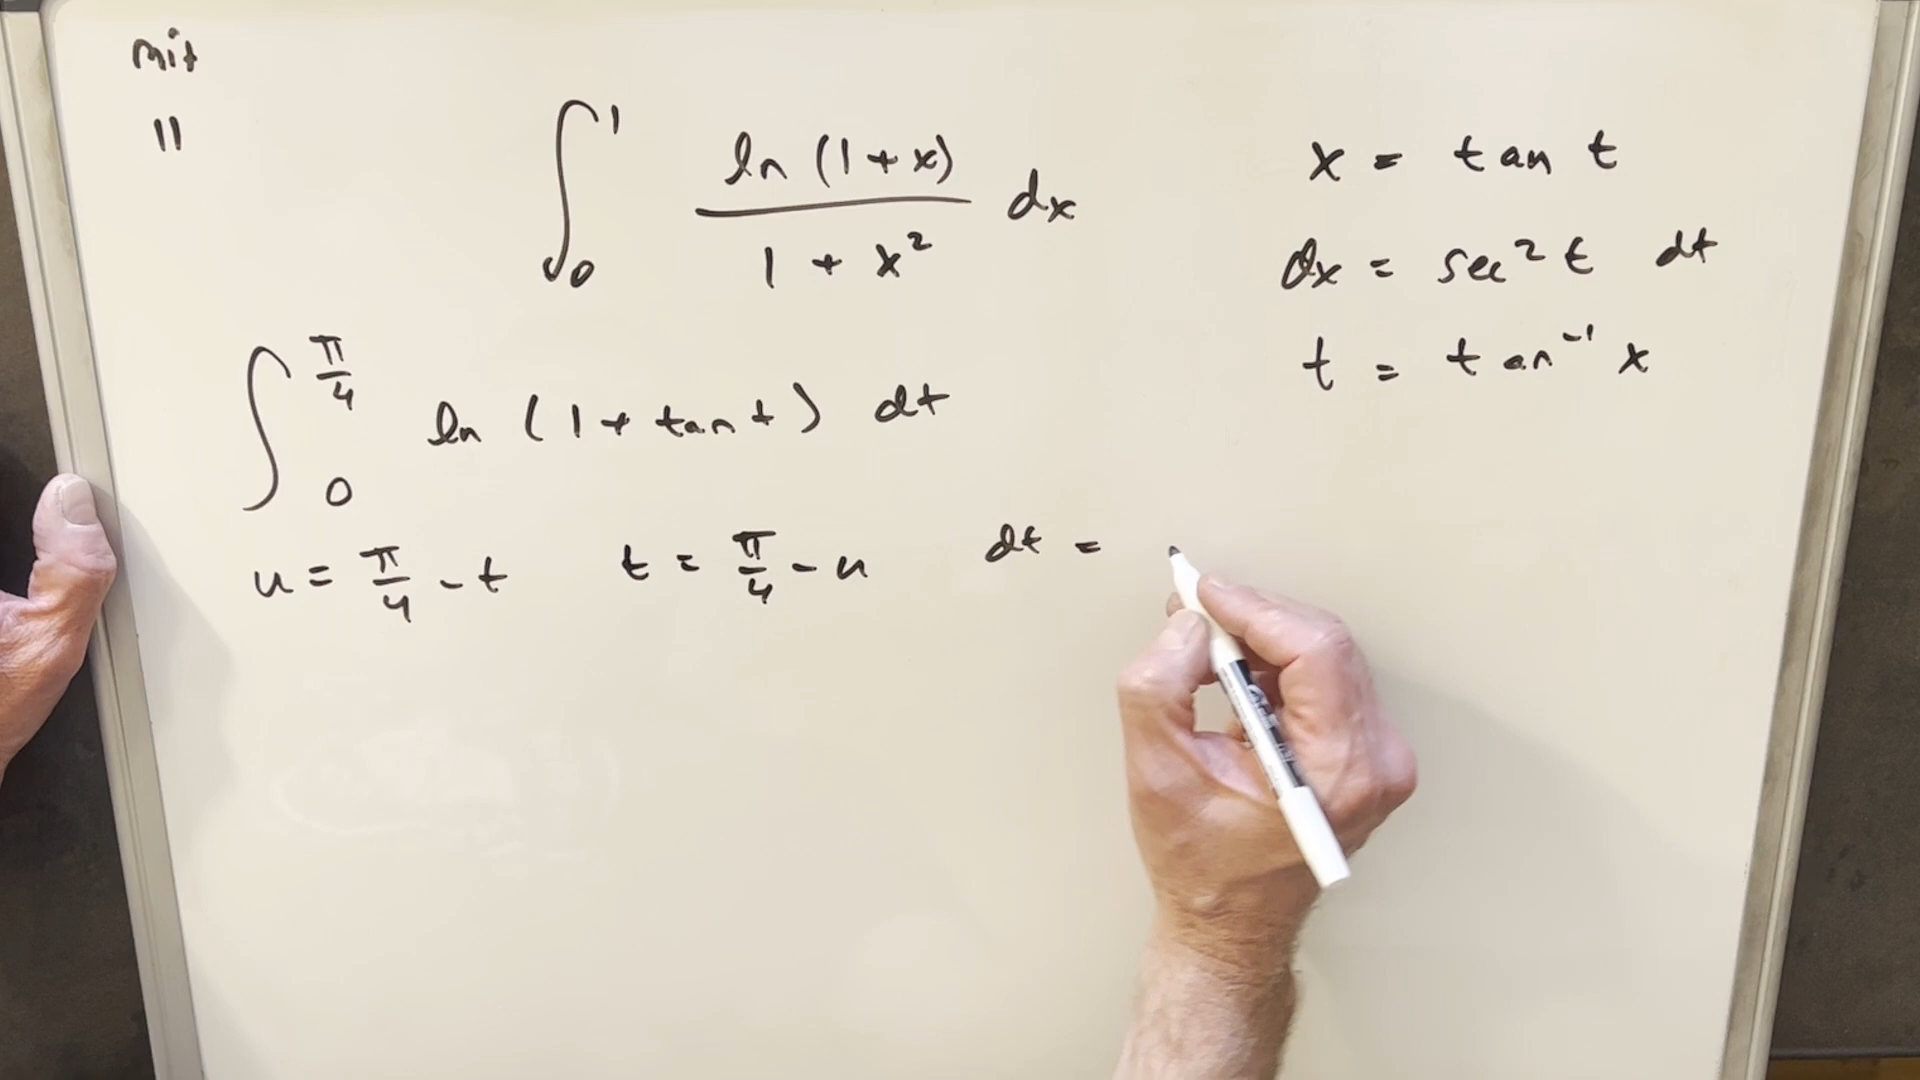 mit
11
∫₀¹ ln (1 + x) / 1 + x² dx
x = tan t
dx = sec² t dt
t = tan⁻¹ x
∫₀^(π/4) ln (1 + tan t) dt
u = π/4 - t t = π/4 - u dt =